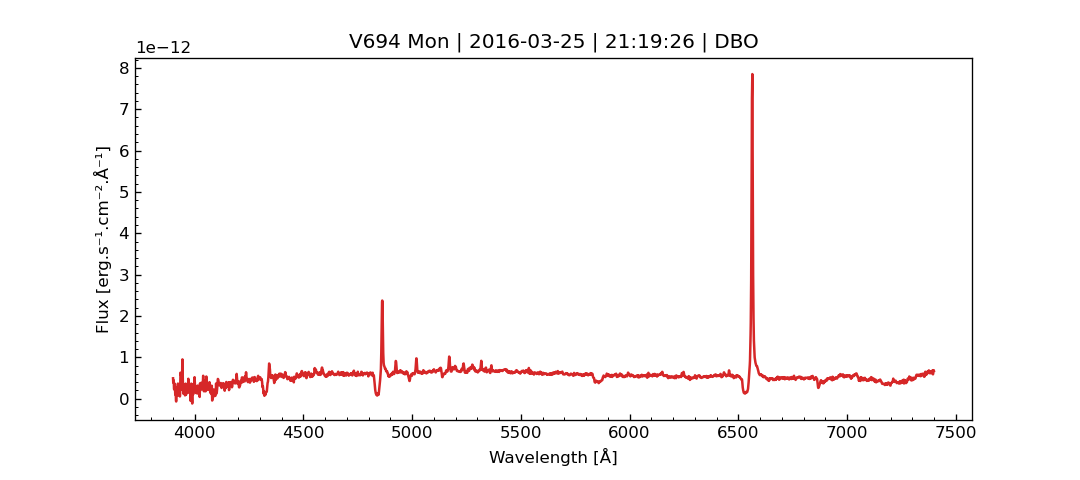 V694 Mon | 2016-03-25 | 21:19:26 | DBO
1e−12
8
7
6
5
4
3
2
1
0
Flux [erg.s⁻¹.cm⁻².Å⁻¹]
4000 4500 5000 5500 6000 6500 7000 7500
Wavelength [Å]